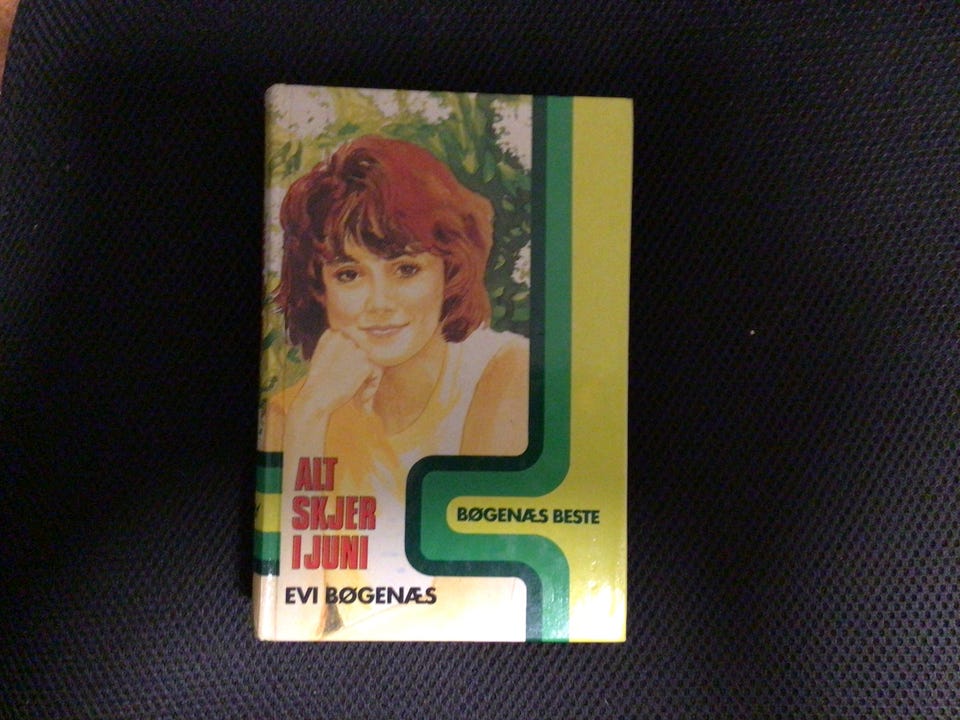 ALT
SKJER
I JUNI
EVI BØGENÆS
BØGENÆS BESTE